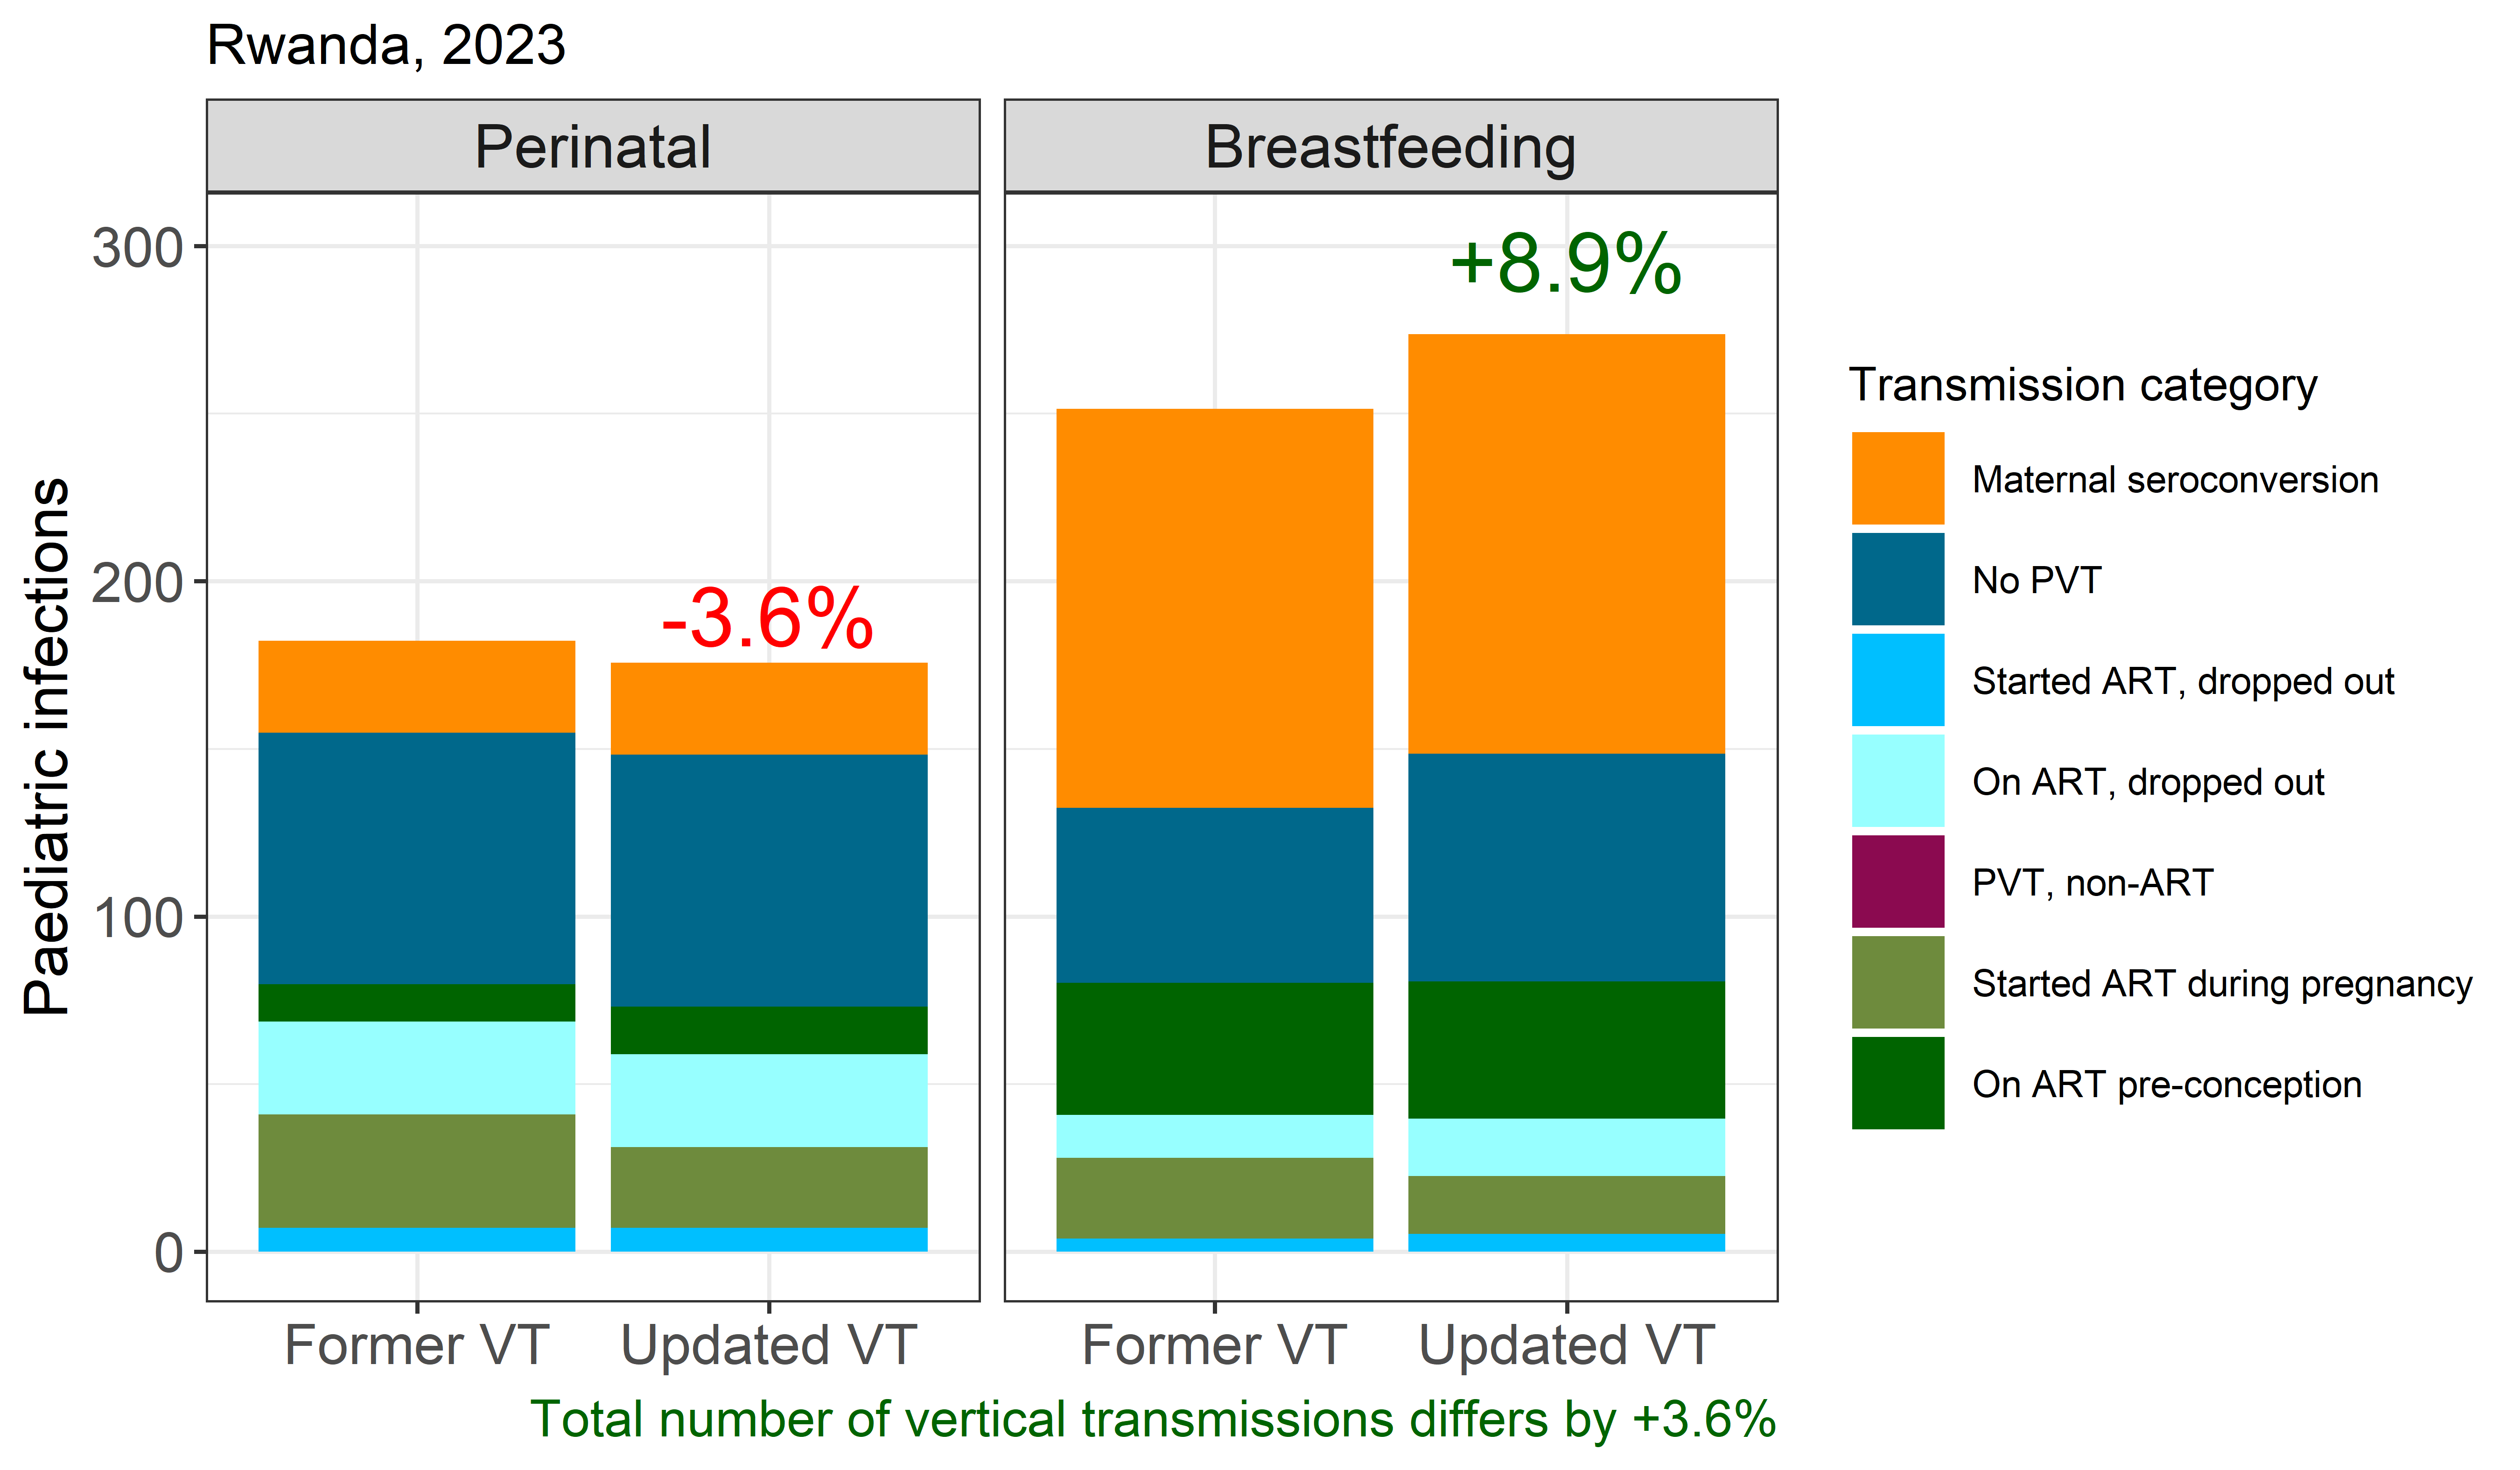 Rwanda, 2023
Perinatal
Breastfeeding
Paediatric infections
300
200
100
0
-3.6%
+8.9%
Former VT
Updated VT
Former VT
Updated VT
Total number of vertical transmissions differs by +3.6%
Transmission category
Maternal seroconversion
No PVT
Started ART, dropped out
On ART, dropped out
PVT, non-ART
Started ART during pregnancy
On ART pre-conception